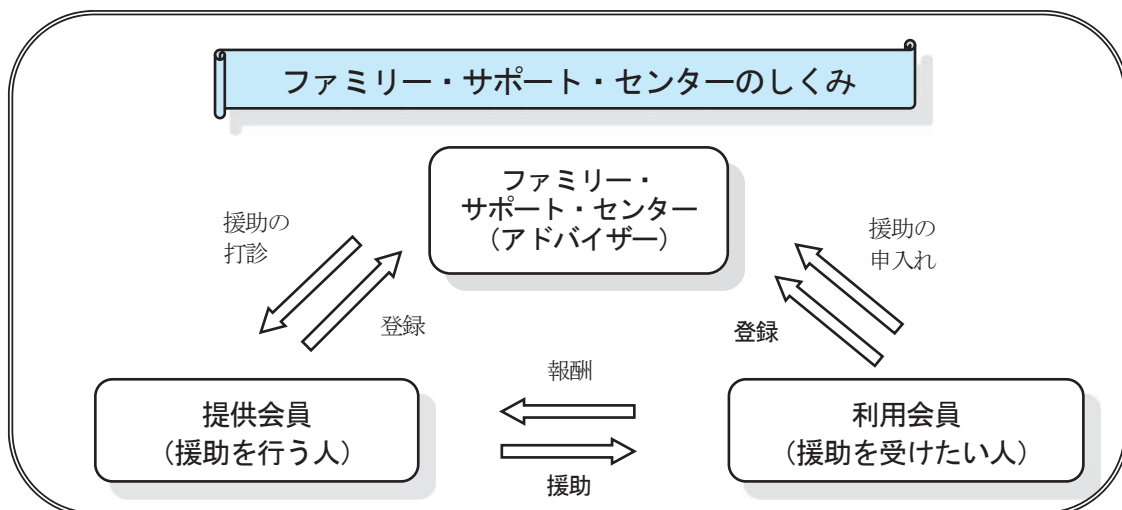 ファミリー・サポート・センターのしくみ
ファミリー・
サポート・センター
（アドバイザー）
援助の
打診
登録
援助の
申入れ
登録
報酬
援助
提供会員
（援助を行う人）
利用会員
（援助を受けたい人）